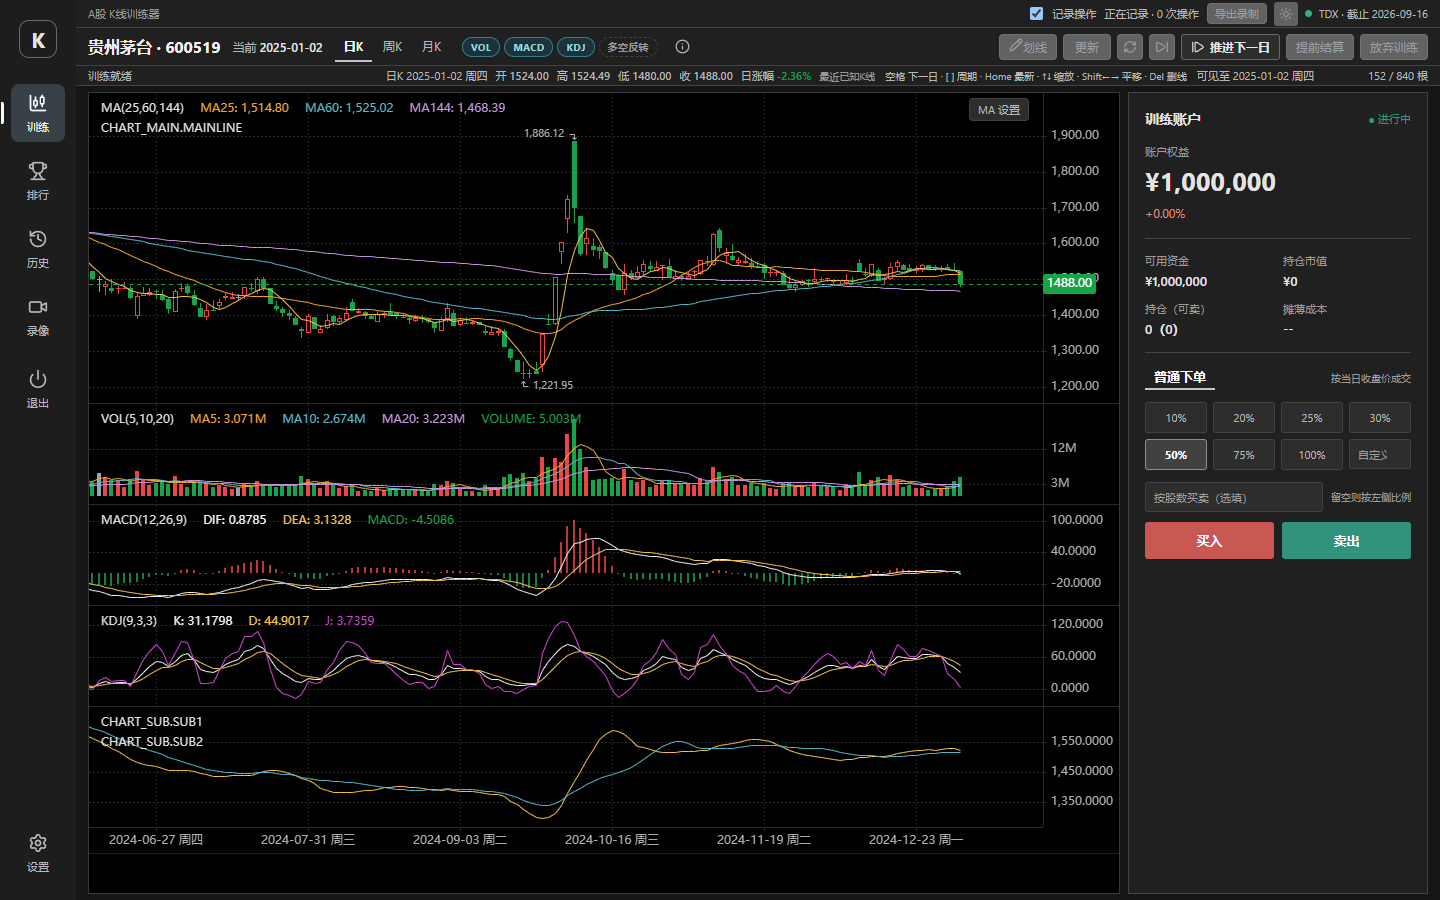 A股 K线训练器
记录操作 正在记录 · 0 次操作 导出录制 TDX · 截止 2026-09-16
K
贵州茅台 · 600519 当前 2025-01-02 日K 周K 月K VOL MACD KDJ 多空反转
划线 更新 推进下一日 提前结算 放弃训练
训练就绪 日K 2025-01-02 周四 开 1524.00 高 1524.49 低 1480.00 收 1488.00 日涨幅 -2.36% 最近已知K线 空格 下一日 · [ ] 周期 · Home 最新 · ↑↓ 缩放 · Shift←→ 平移 · Del 删线 可见至 2025-01-02 周四 152 / 840 根
训练
排行
历史
录像
退出
设置
MA(25,60,144) MA25: 1,514.80 MA60: 1,525.02 MA144: 1,468.39
MA 设置
CHART_MAIN.MAINLINE
1,886.12
1,221.95
1,900.00
1,800.00
1,700.00
1,600.00
1488.00
1,400.00
1,300.00
1,200.00
VOL(5,10,20) MA5: 3.071M MA10: 2.674M MA20: 3.223M VOLUME: 5.003M
12M
3M
MACD(12,26,9) DIF: 0.8785 DEA: 3.1328 MACD: -4.5086
100.0000
40.0000
-20.0000
KDJ(9,3,3) K: 31.1798 D: 44.9017 J: 3.7359
120.0000
60.0000
0.0000
CHART_SUB.SUB1
CHART_SUB.SUB2
1,550.0000
1,450.0000
1,350.0000
2024-06-27 周四 2024-07-31 周三 2024-09-03 周二 2024-10-16 周三 2024-11-19 周二 2024-12-23 周一
训练账户 进行中
账户权益
¥1,000,000
+0.00%
可用资金 持仓市值
¥1,000,000 ¥0
持仓（可卖） 摊薄成本
0（0） --
普通下单 按当日收盘价成交
10% 20% 25% 30%
50% 75% 100% 自定义
按股数买卖（选填） 留空则按左侧比例
买入 卖出